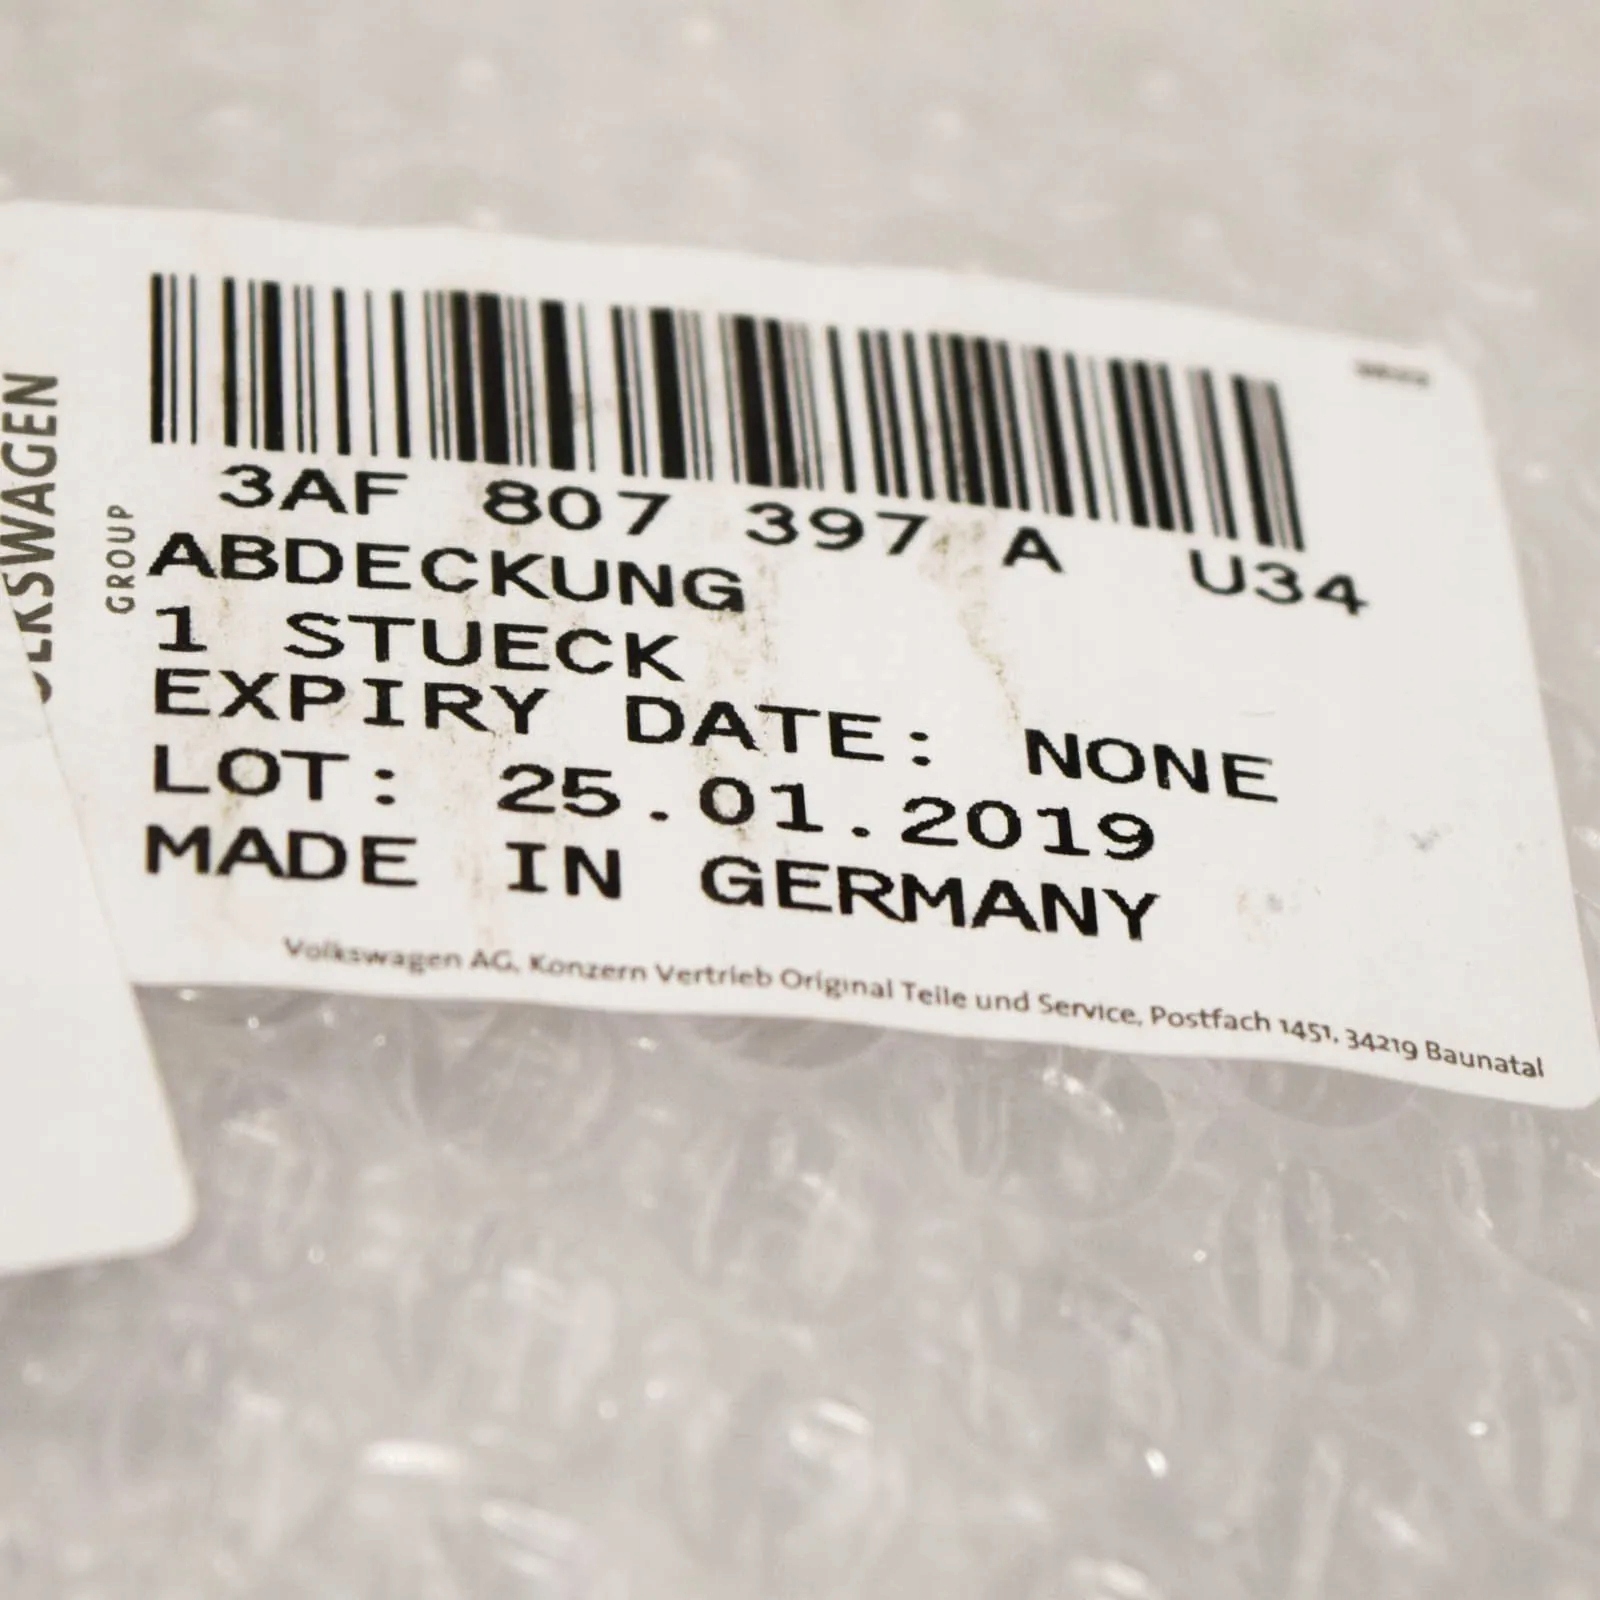 VOLKSWAGEN
GROUP
3AF 807 397 A U34
ABDECKUNG
1 STUECK
EXPIRY DATE: NONE
LOT: 25.01.2019
MADE IN GERMANY
Volkswagen AG, Konzern Vertrieb Original Teile und Service, Postfach 1451, 34219 Baunatal